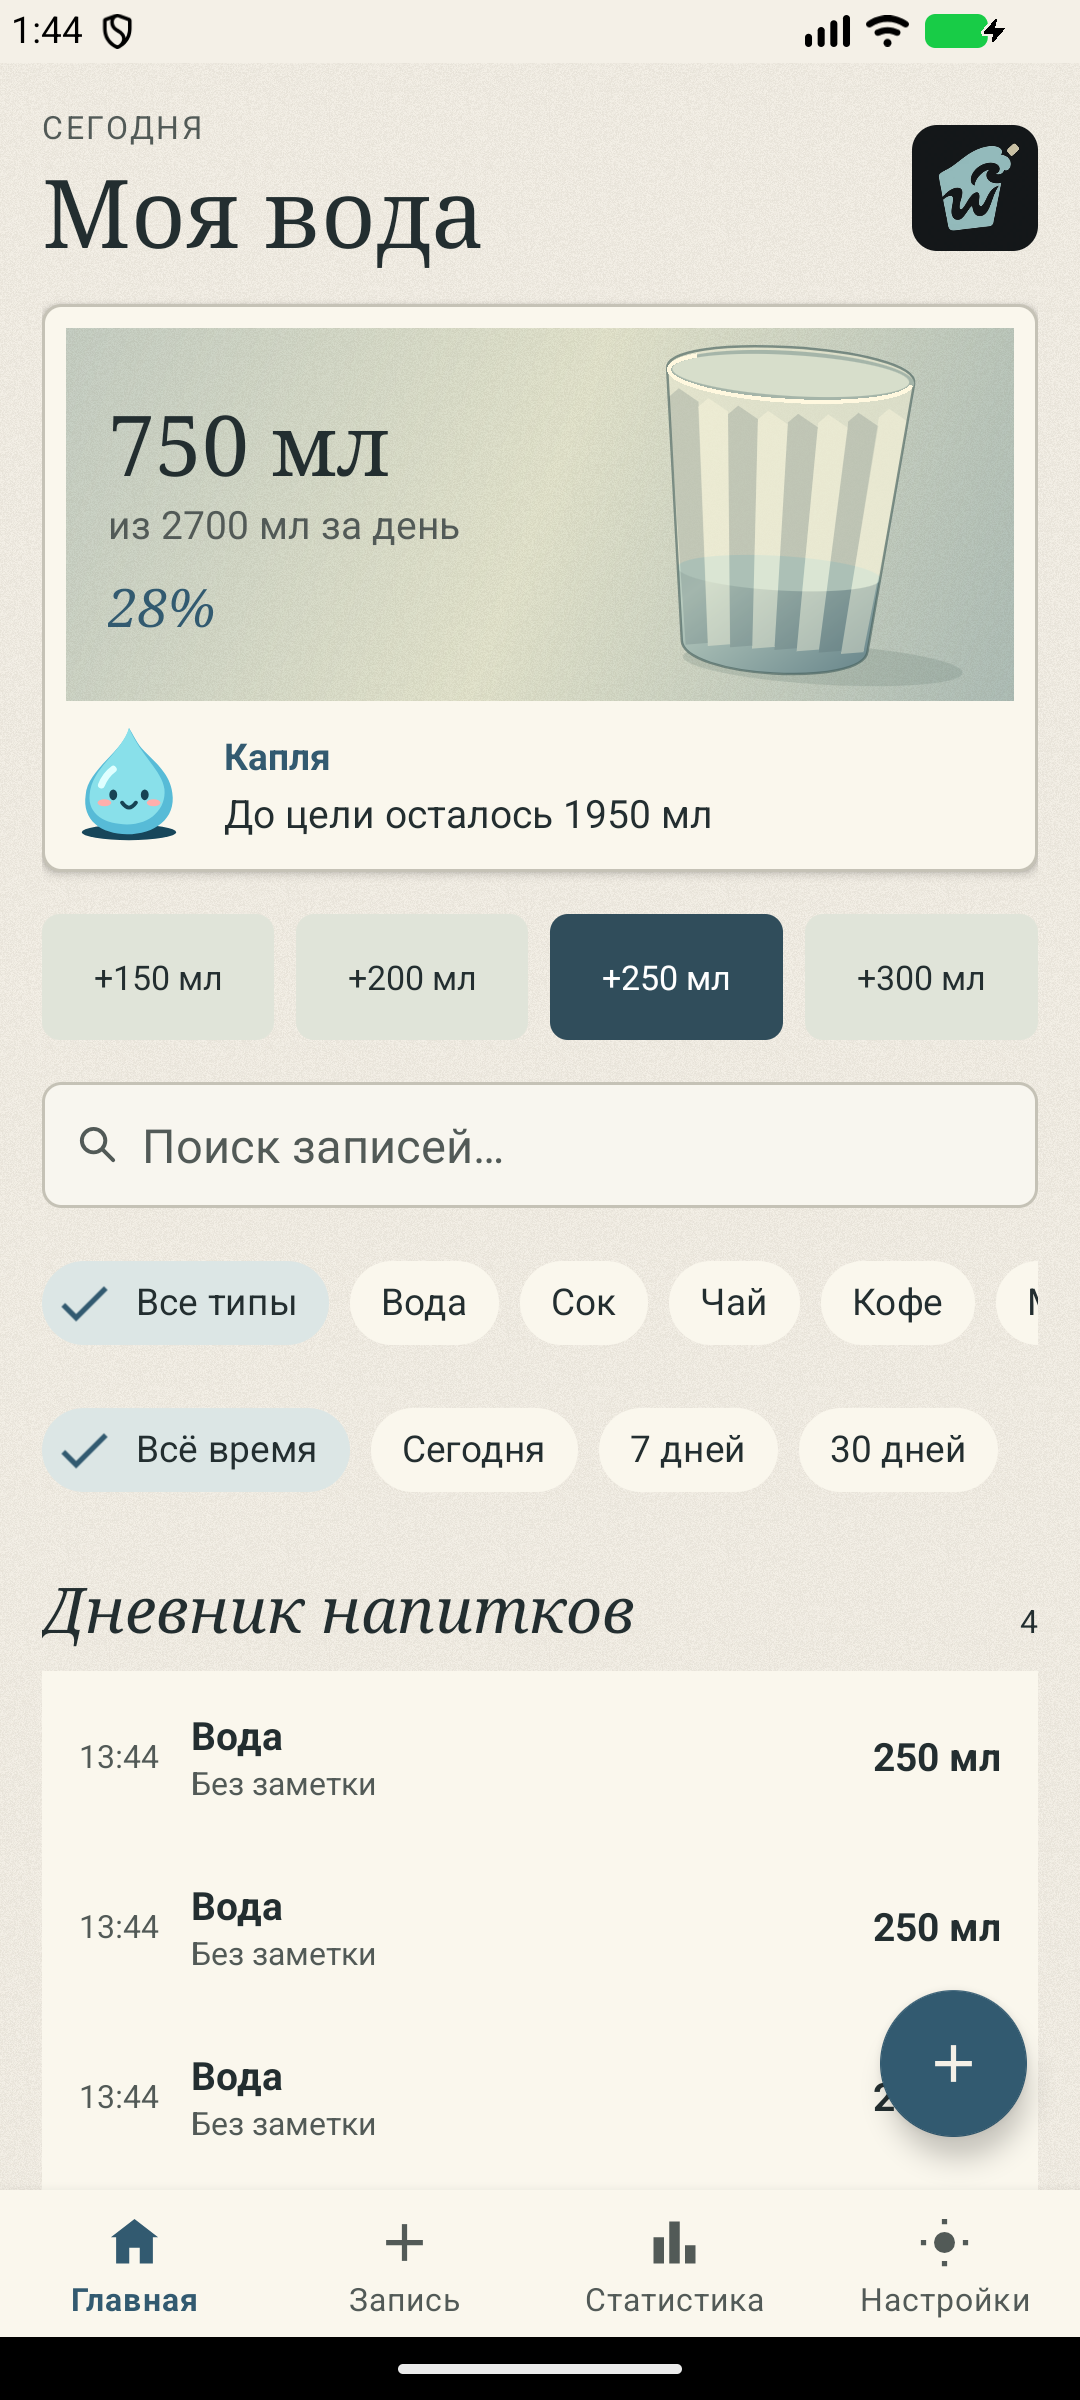 1:44
СЕГОДНЯ
Моя вода
750 мл
из 2700 мл за день
28%
Капля
До цели осталось 1950 мл
+150 мл
+200 мл
+250 мл
+300 мл
Поиск записей…
Все типы
Вода
Сок
Чай
Кофе
Всё время
Сегодня
7 дней
30 дней
Дневник напитков
4
13:44
Вода
Без заметки
250 мл
13:44
Вода
Без заметки
250 мл
13:44
Вода
Без заметки
Главная
Запись
Статистика
Настройки